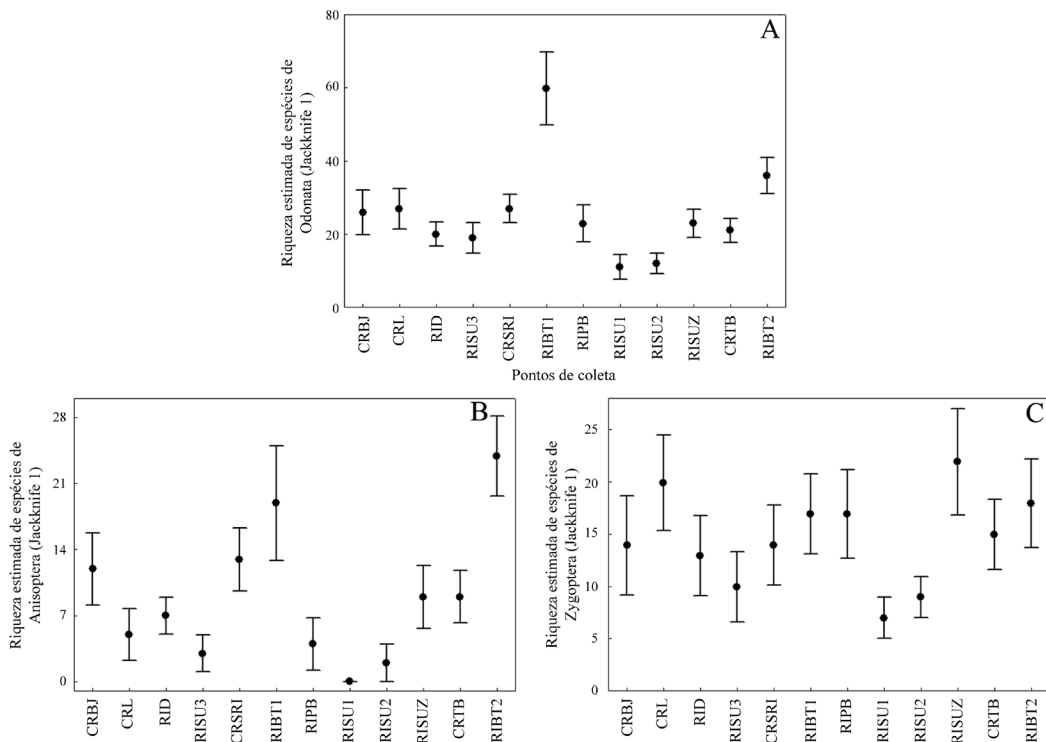 A
Riqueza estimada de espécies de
Odonata (Jackknife 1)
80
60
40
20
0
CRBJ
CRL
RID
RISU3
CRSRI
RIBT1
RIPB
RISU1
RISU2
RISUZ
CRTB
RIBT2
Pontos de coleta
B
Riqueza estimada de espécies de
Anisoptera (Jackknife 1)
28
21
14
7
0
CRBJ
CRL
RID
RISU3
CRSRI
RIBT1
RIPB
RISU1
RISU2
RISUZ
CRTB
RIBT2
C
Riqueza estimada de espécies de
Zygoptera (Jackknife 1)
25
20
15
10
5
0
CRBJ
CRL
RID
RISU3
CRSRI
RIBT1
RIPB
RISU1
RISU2
RISUZ
CRTB
RIBT2